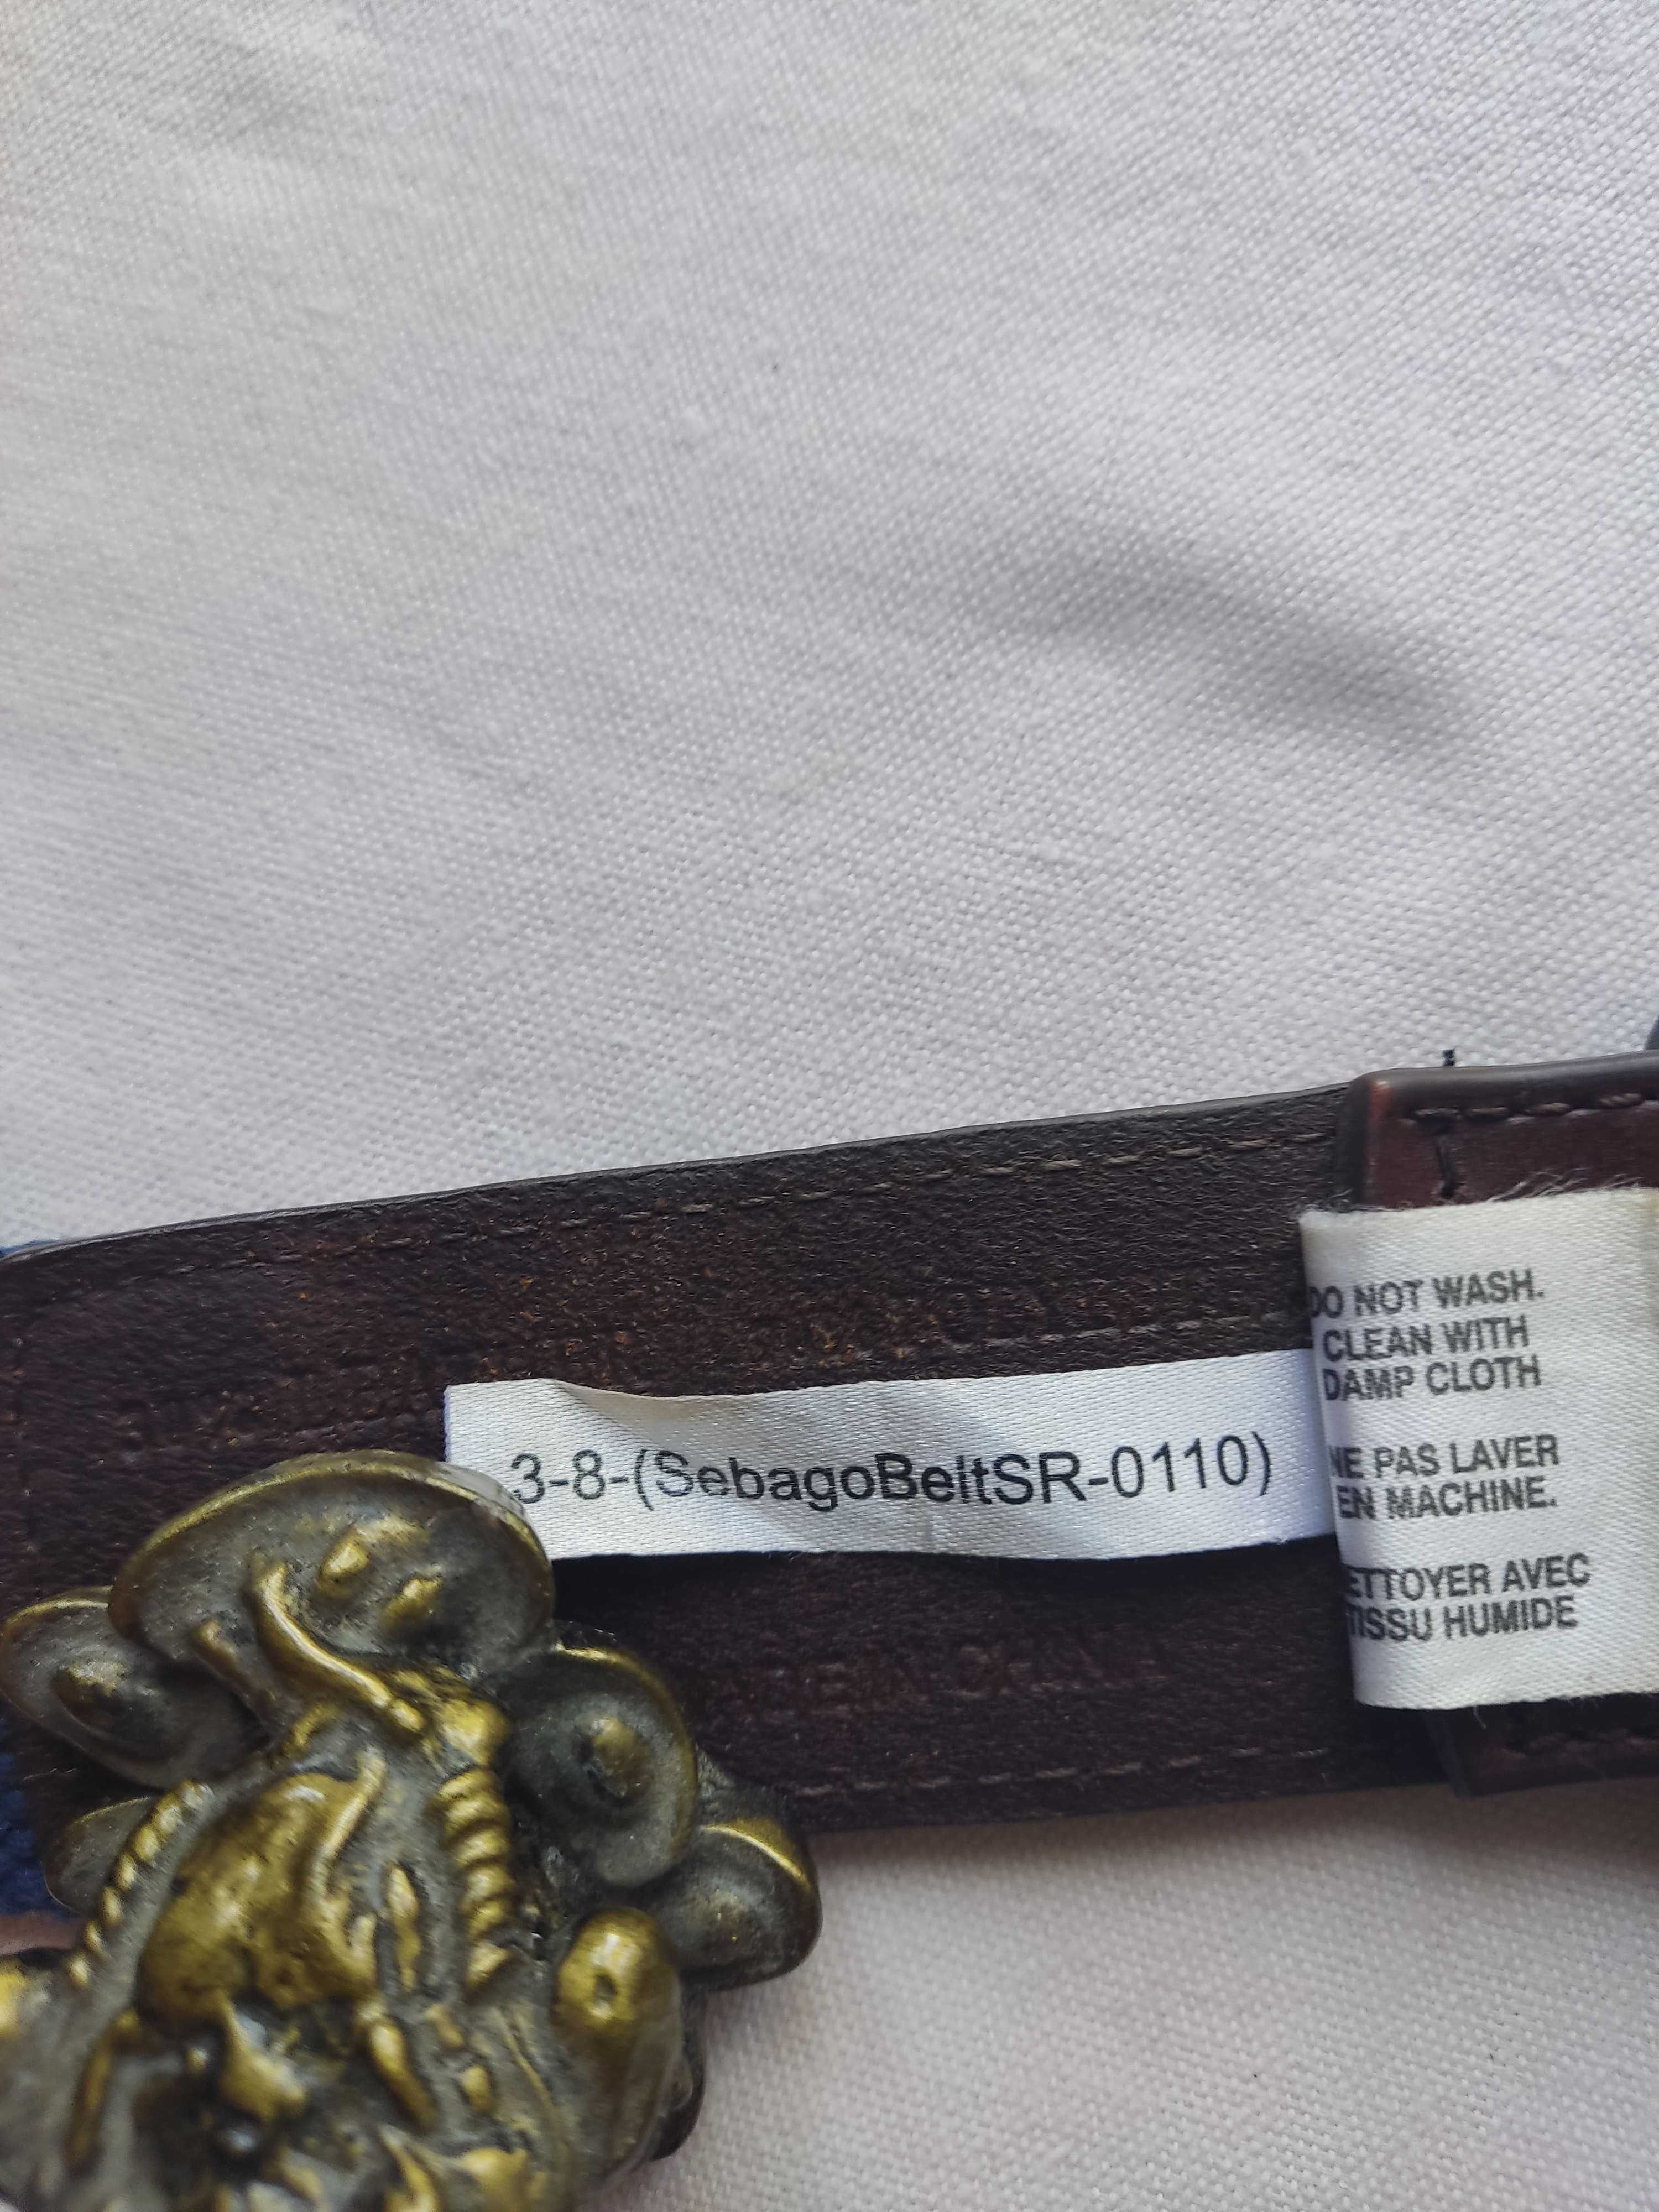 3-8-(SebagoBeltSR-0110)
DO NOT WASH.
CLEAN WITH
DAMP CLOTH
NE PAS LAVER
EN MACHINE.
ETTOYER AVEC
TISSU HUMIDE